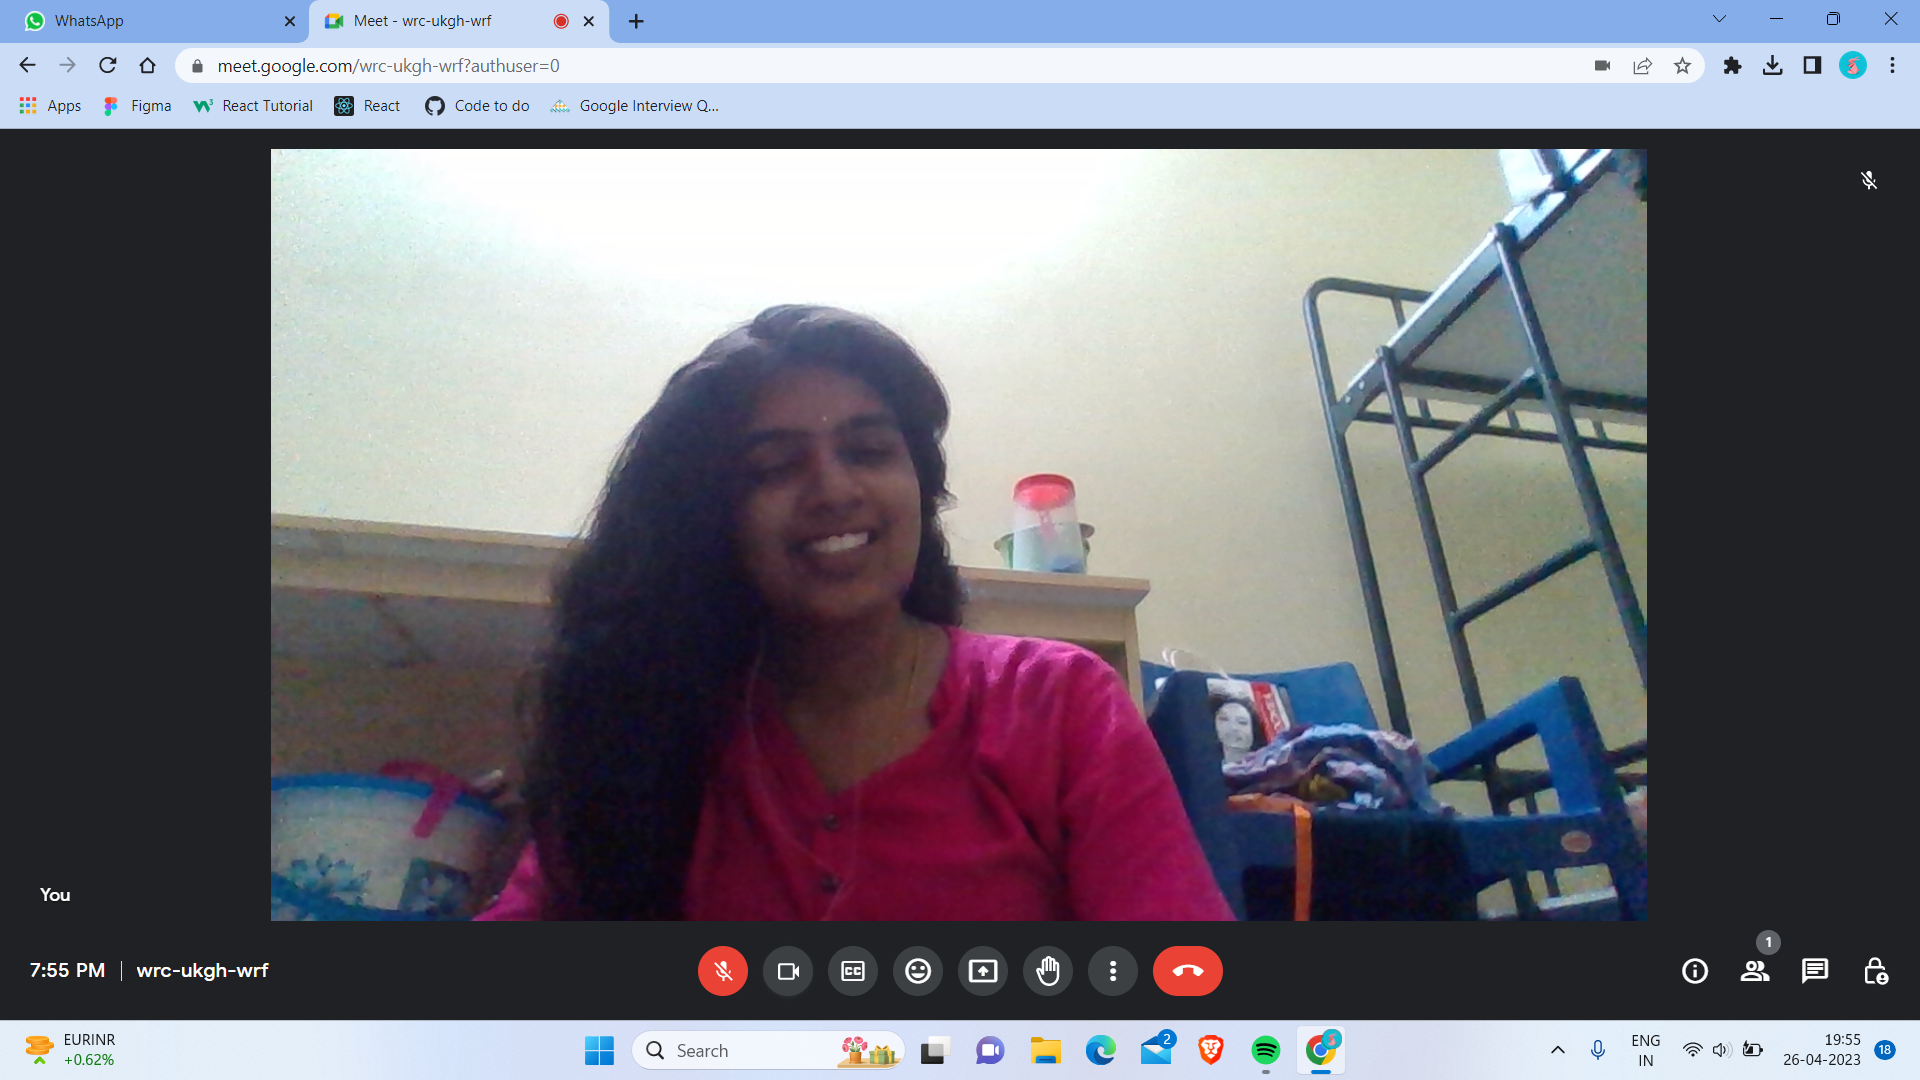 WhatsApp
Meet - wrc-ukgh-wrf
meet.google.com/wrc-ukgh-wrf?authuser=0
Apps
Figma
React Tutorial
React
Code to do
Google Interview Q...
You
7:55 PM | wrc-ukgh-wrf
1
EURINR
+0.62%
Search
2
ENG
IN
19:55
26-04-2023
18